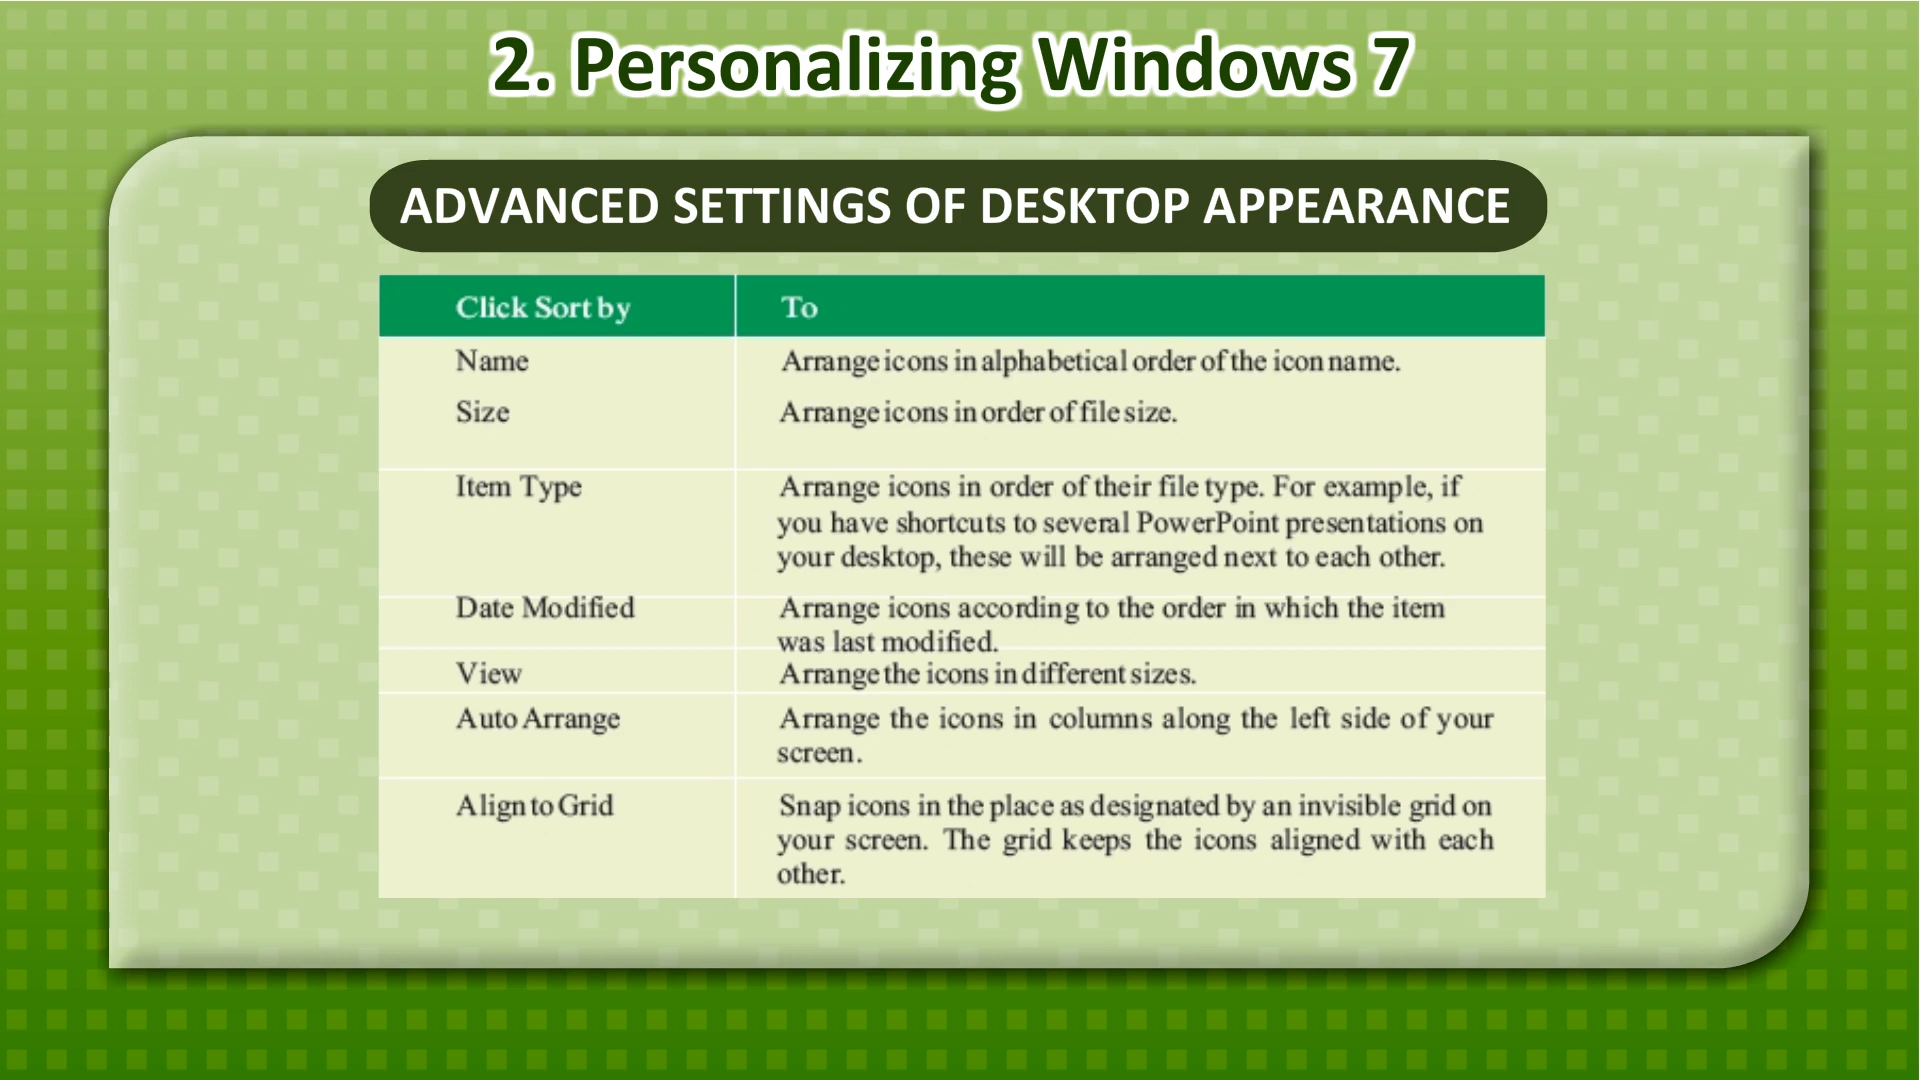 2. Personalizing Windows 7
ADVANCED SETTINGS OF DESKTOP APPEARANCE
Click Sort by To
Name Arrange icons in alphabetical order of the icon name.
Size Arrange icons in order of file size.
Item Type Arrange icons in order of their file type. For example, if
you have shortcuts to several PowerPoint presentations on
your desktop, these will be arranged next to each other.
Date Modified Arrange icons according to the order in which the item
was last modified.
View Arrange the icons in different sizes.
Auto Arrange Arrange the icons in columns along the left side of your
screen.
Align to Grid Snap icons in the place as designated by an invisible grid on
your screen. The grid keeps the icons aligned with each
other.